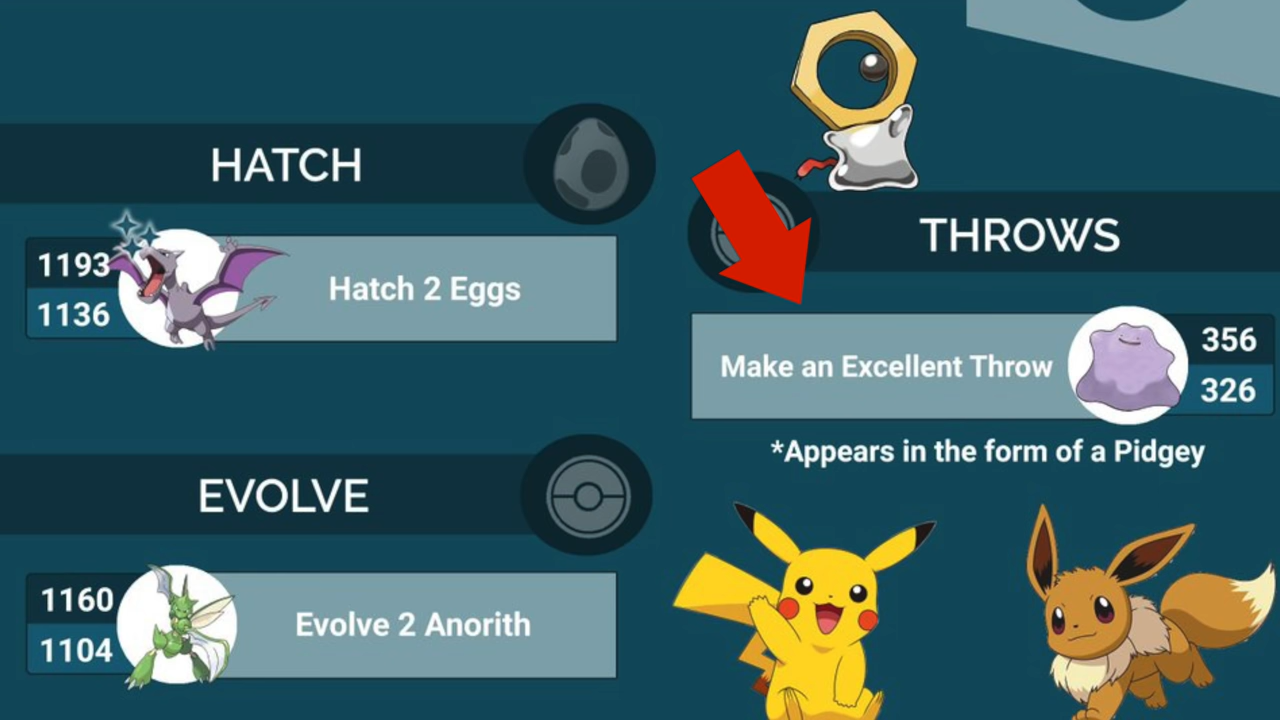 HATCH
1193
1136
Hatch 2 Eggs
EVOLVE
1160
1104
Evolve 2 Anorith
THROWS
Make an Excellent Throw
356
326
*Appears in the form of a Pidgey